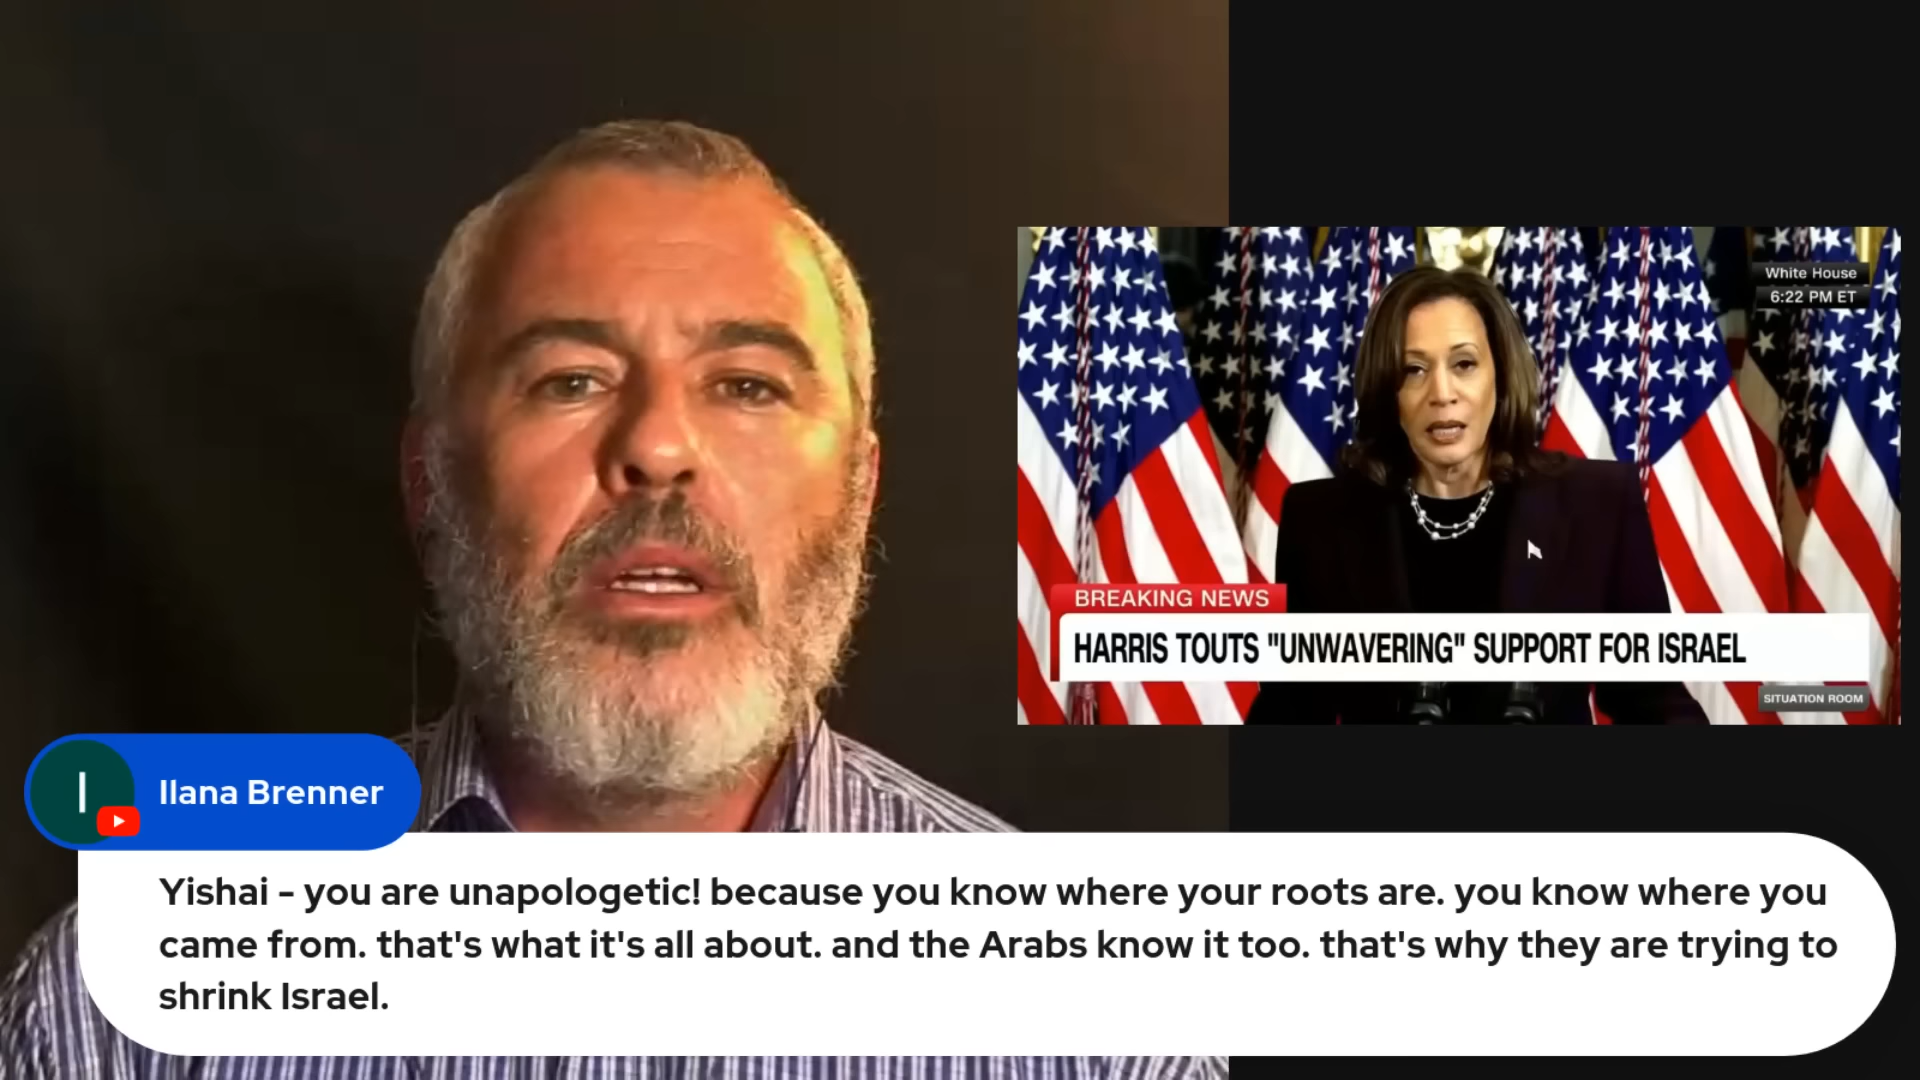 White House
6:22 PM ET
BREAKING NEWS
HARRIS TOUTS "UNWAVERING" SUPPORT FOR ISRAEL
SITUATION ROOM
I
Ilana Brenner
Yishai - you are unapologetic! because you know where your roots are. you know where you
came from. that's what it's all about. and the Arabs know it too. that's why they are trying to
shrink Israel.